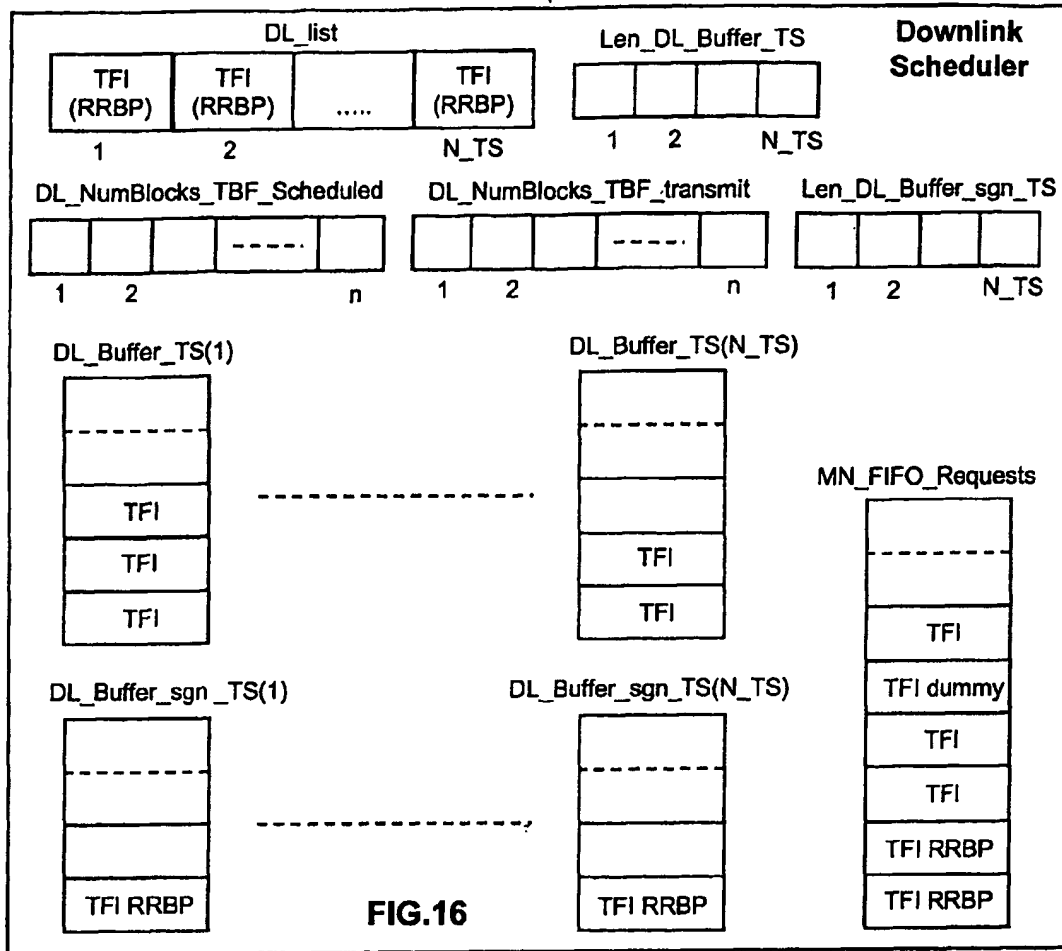 DL_list
Len_DL_Buffer_TS
Downlink
Scheduler
TFI
(RRBP)
TFI
(RRBP)
.....
TFI
(RRBP)
1
2
N_TS
1
2
N_TS
DL_NumBlocks_TBF_Scheduled
DL_NumBlocks_TBF_transmit
Len_DL_Buffer_sgn_TS
1
2
n
1
2
n
1
2
N_TS
DL_Buffer_TS(1)
DL_Buffer_TS(N_TS)
TFI
TFI
TFI
TFI
TFI
MN_FIFO_Requests
TFI
TFI dummy
TFI
TFI
TFI RRBP
TFI RRBP
DL_Buffer_sgn _TS(1)
DL_Buffer_sgn_TS(N_TS)
TFI RRBP
TFI RRBP
FIG.16